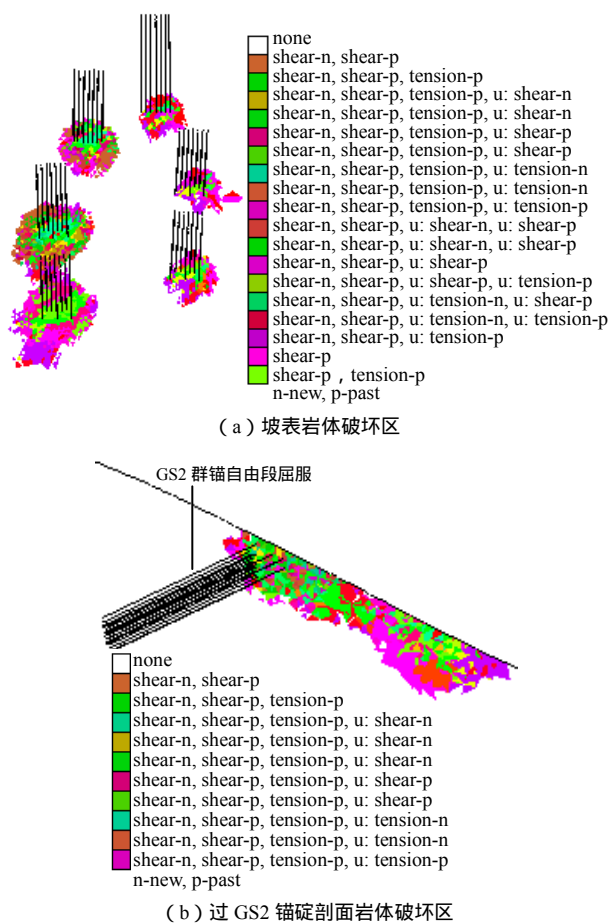 none
shear-n, shear-p
shear-n, shear-p, tension-p
shear-n, shear-p, tension-p, u: shear-n
shear-n, shear-p, tension-p, u: shear-n
shear-n, shear-p, tension-p, u: shear-p
shear-n, shear-p, tension-p, u: shear-p
shear-n, shear-p, tension-p, u: tension-n
shear-n, shear-p, tension-p, u: tension-n
shear-n, shear-p, tension-p, u: tension-p
shear-n, shear-p, u: shear-n, u: shear-p
shear-n, shear-p, u: shear-n, u: shear-p
shear-n, shear-p, u: shear-p
shear-n, shear-p, u: shear-p, u: tension-p
shear-n, shear-p, u: tension-n, u: shear-p
shear-n, shear-p, u: tension-n, u: tension-p
shear-n, shear-p, u: tension-p
shear-p
shear-p，tension-p
n-new, p-past
（a）坡表岩体破坏区
GS2 群锚自由段屈服
none
shear-n, shear-p
shear-n, shear-p, tension-p
shear-n, shear-p, tension-p, u: shear-n
shear-n, shear-p, tension-p, u: shear-n
shear-n, shear-p, tension-p, u: shear-n
shear-n, shear-p, tension-p, u: shear-p
shear-n, shear-p, tension-p, u: shear-p
shear-n, shear-p, tension-p, u: tension-n
shear-n, shear-p, tension-p, u: tension-n
shear-n, shear-p, tension-p, u: tension-p
n-new, p-past
（b）过 GS2 锚碇剖面岩体破坏区